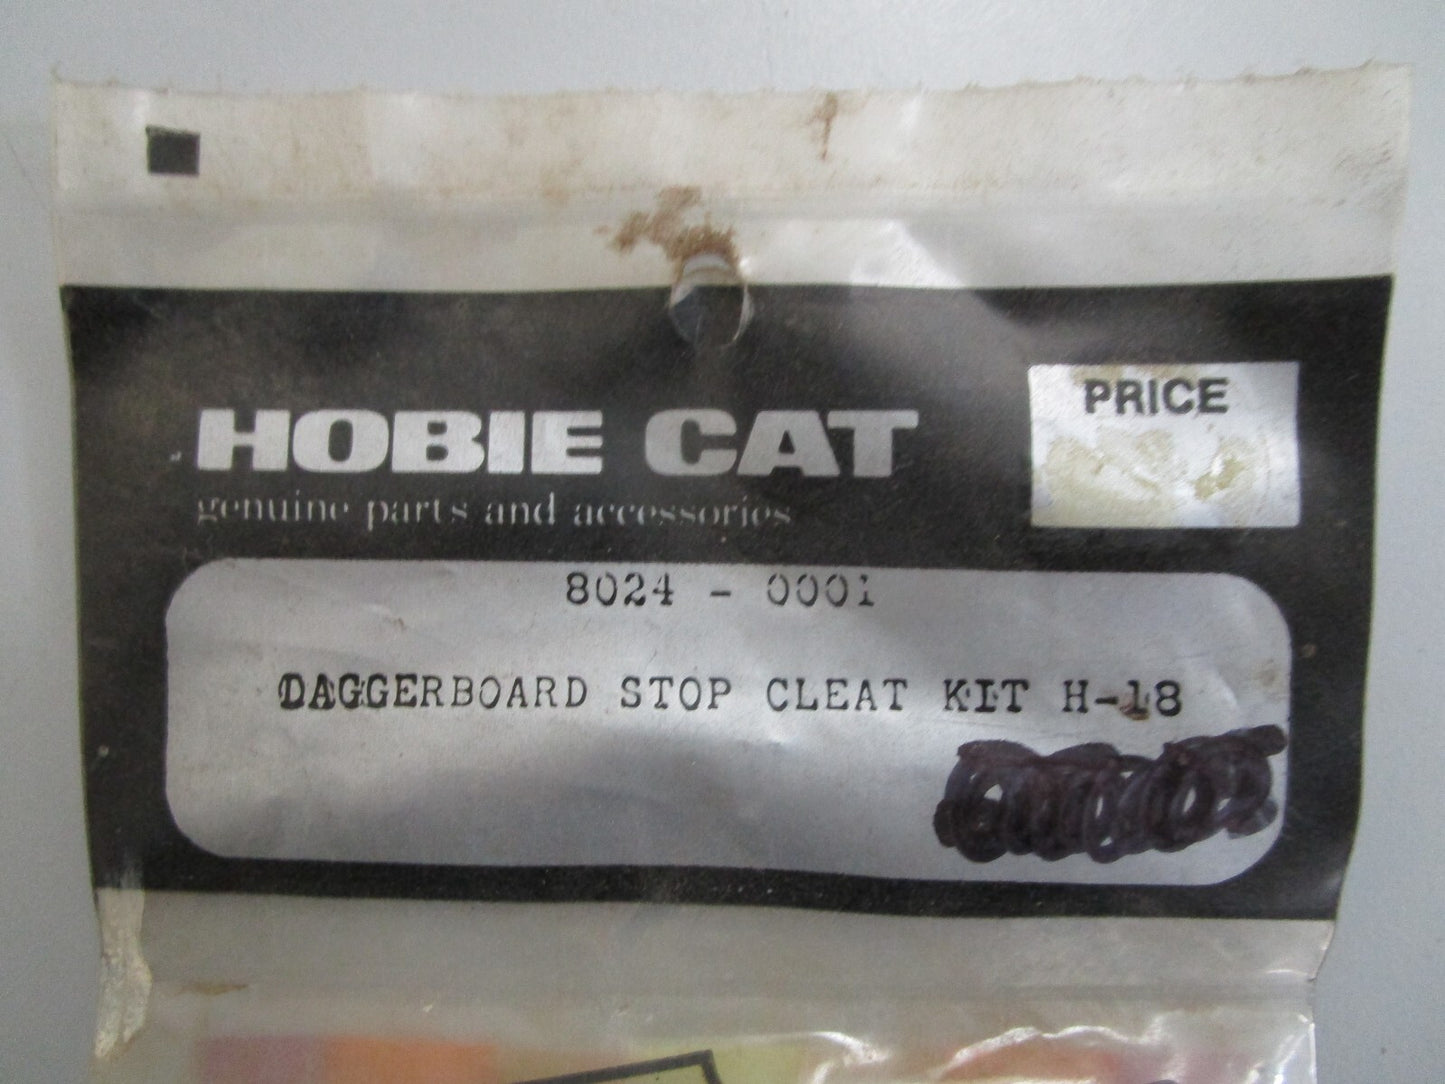 HOBIE CAT
genuine parts and accessories
PRICE
8024 - 0001
DAGGERBOARD STOP CLEAT KIT H-18